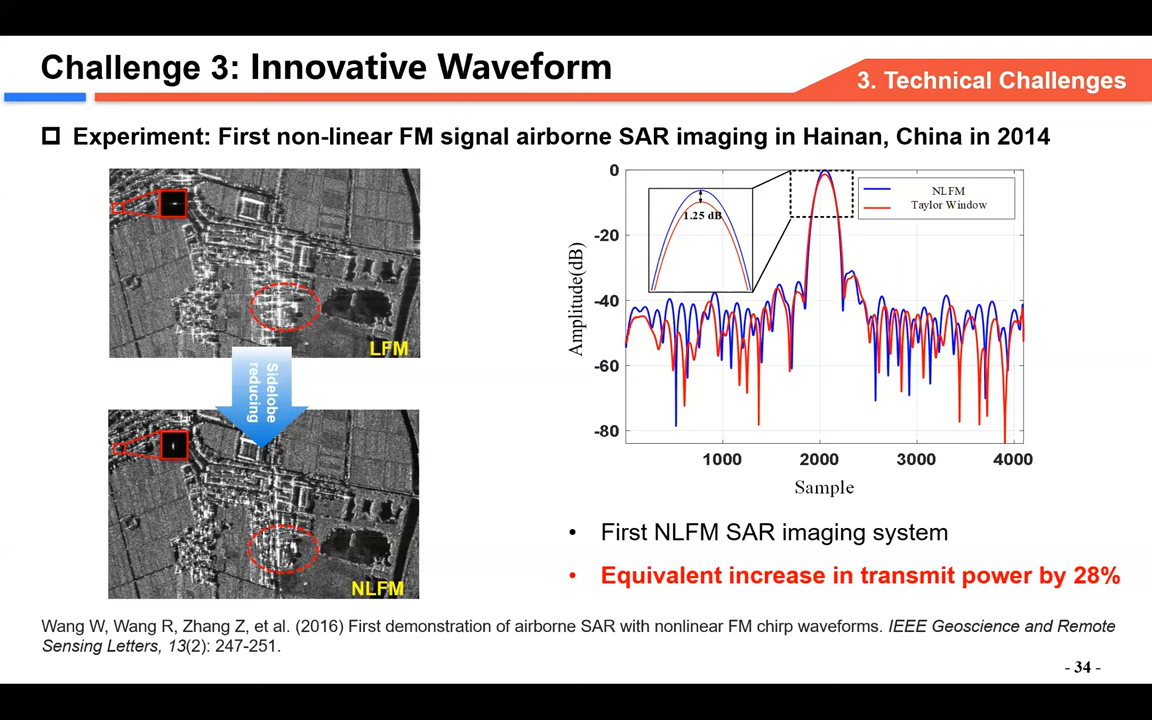 Challenge 3: Innovative Waveform
3. Technical Challenges
Experiment: First non-linear FM signal airborne SAR imaging in Hainan, China in 2014
LFM
Sidelobe
reducing
NLFM
0
-20
-40
-60
-80
Amplitude(dB)
1.25 dB
NLFM
Taylor Window
1000 2000 3000 4000
Sample
• First NLFM SAR imaging system
• Equivalent increase in transmit power by 28%
Wang W, Wang R, Zhang Z, et al. (2016) First demonstration of airborne SAR with nonlinear FM chirp waveforms. IEEE Geoscience and Remote
Sensing Letters, 13(2): 247-251.
- 34 -